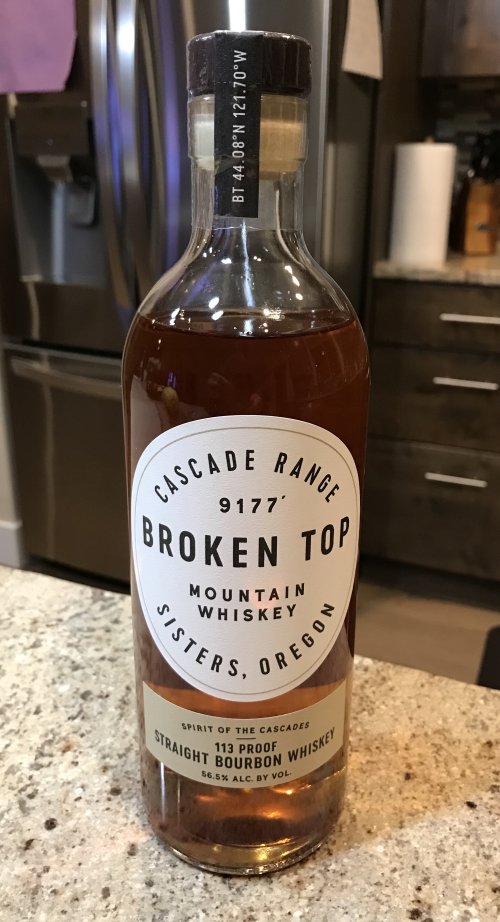 BT 44.08°N 121.70°W
CASCADE RANGE
9177'
BROKEN TOP
MOUNTAIN
WHISKEY
SISTERS, OREGON
SPIRIT OF THE CASCADES
113 PROOF
STRAIGHT BOURBON WHISKEY
56.5% ALC. BY VOL.